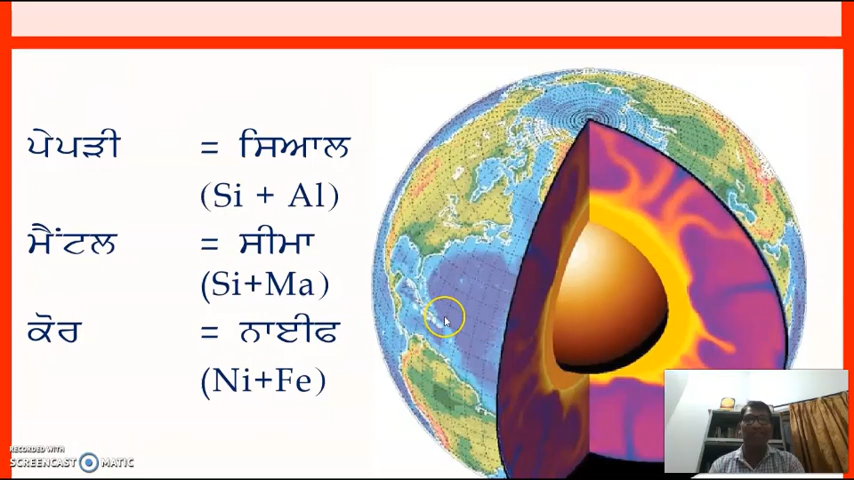 ਪੇਪੜੀ = ਸਿਆਲ
(Si + Al)
ਮੈਂਟਲ = ਸੀਮਾ
(Si+Ma)
ਕੋਰ = ਨਾਈਫ
(Ni+Fe)
RECORDED WITH
SCREENCAST MATIC